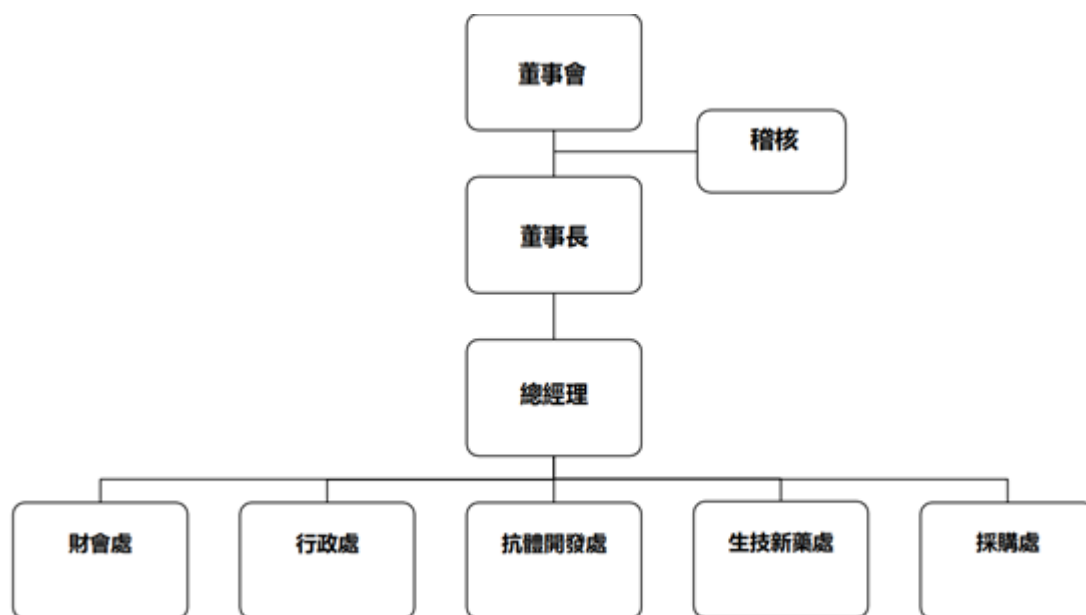 董事會
稽核
董事長
總經理
財會處
行政處
抗體開發處
生技新藥處
採購處